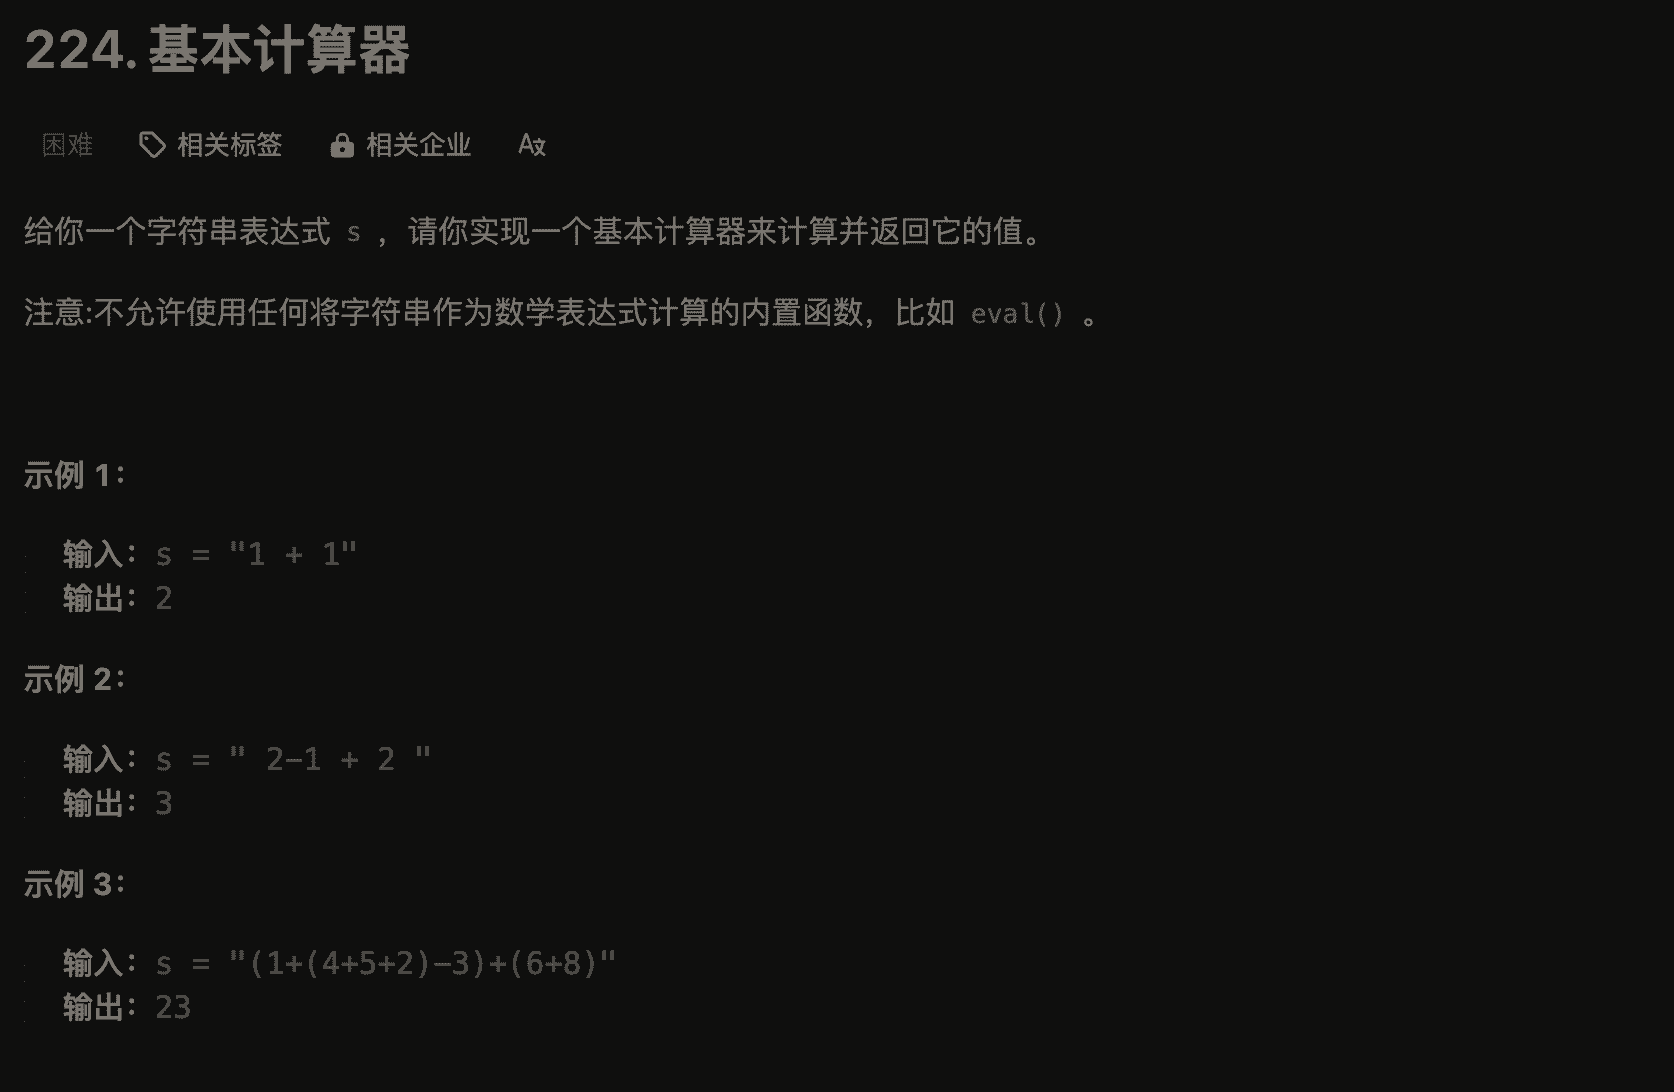 224. 基本计算器
困难 相关标签 相关企业 Aタ
给你一个字符串表达式 s ，请你实现一个基本计算器来计算并返回它的值。
注意:不允许使用任何将字符串作为数学表达式计算的内置函数，比如 eval() 。
示例 1：
输入：s = "1 + 1"
输出：2
示例 2：
输入：s = " 2-1 + 2 "
输出：3
示例 3：
输入：s = "(1+(4+5+2)-3)+(6+8)"
输出：23